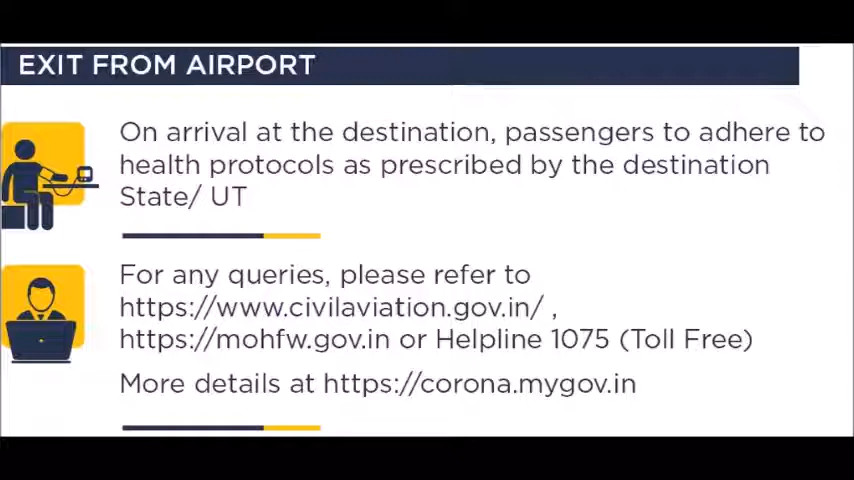 EXIT FROM AIRPORT
On arrival at the destination, passengers to adhere to
health protocols as prescribed by the destination
State/ UT
For any queries, please refer to
https://www.civilaviation.gov.in/ ,
https://mohfw.gov.in or Helpline 1075 (Toll Free)
More details at https://corona.mygov.in